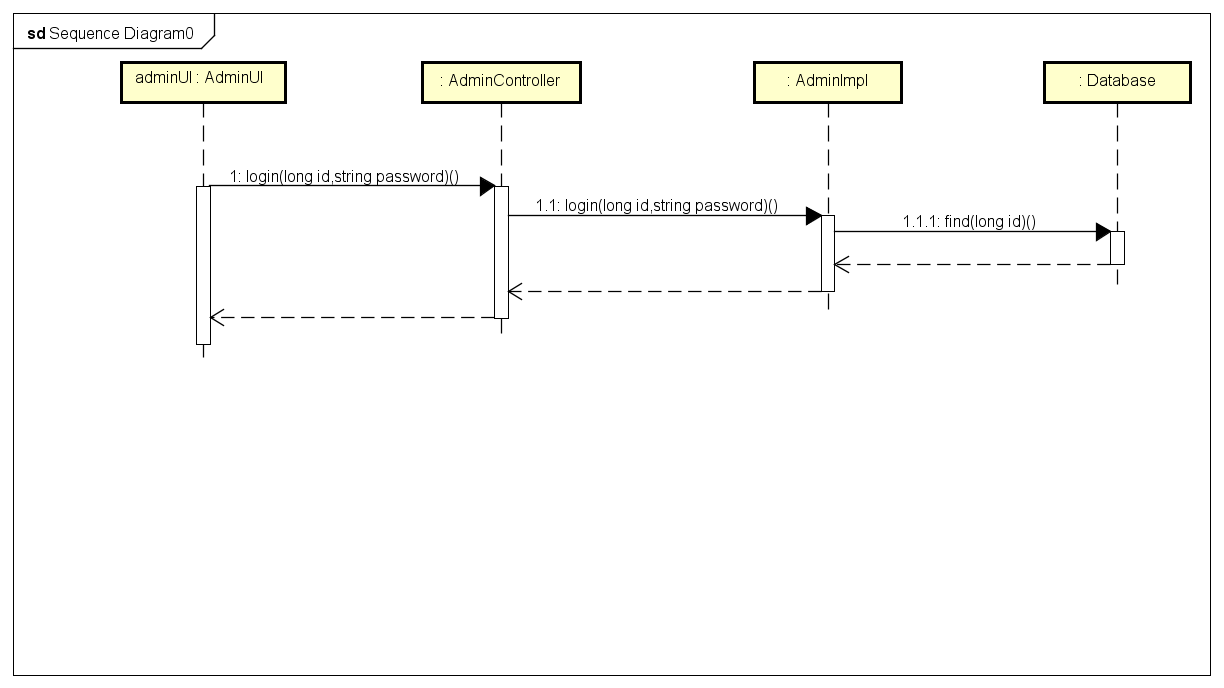 sd Sequence Diagram0
adminUI : AdminUI
: AdminController
: AdminImpl
: Database
1: login(long id,string password)()
1.1: login(long id,string password)()
1.1.1: find(long id)()